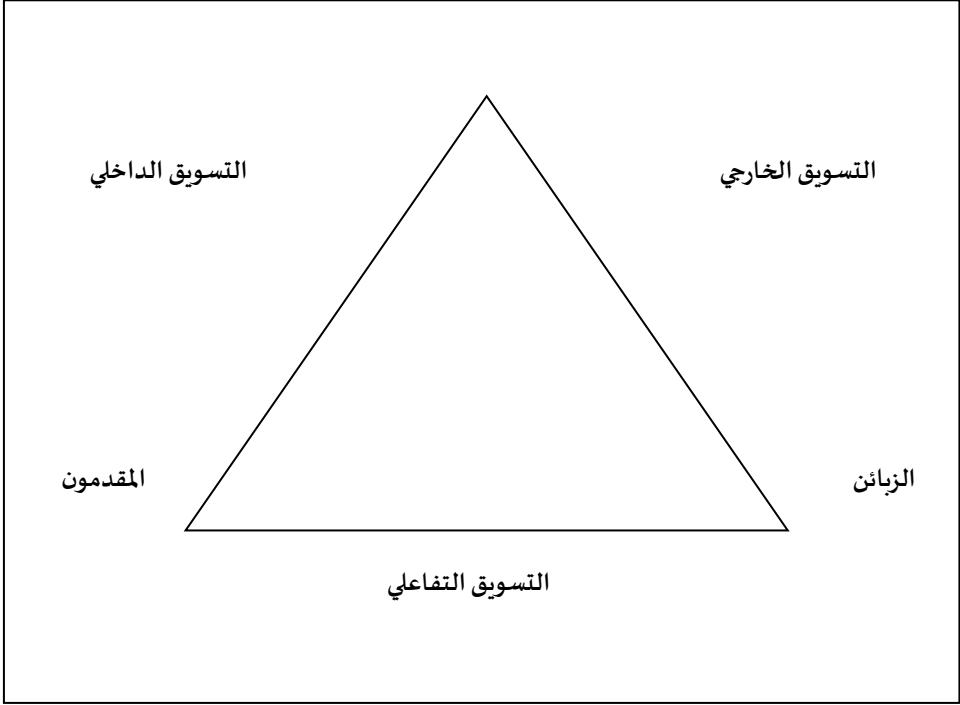 التسويق الخارجي
التسويق الداخلي
الزبائن
المقدمون
التسويق التفاعلي